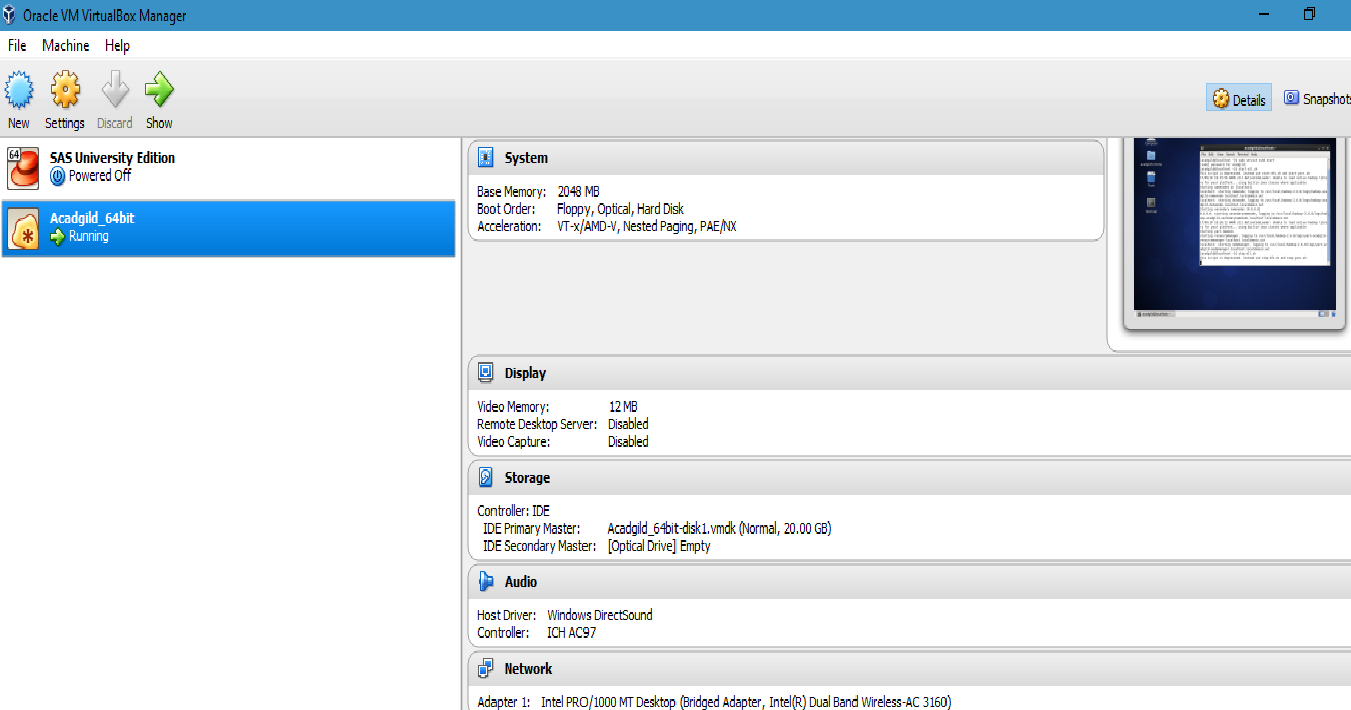 Oracle VM VirtualBox Manager
File Machine Help
New Settings Discard Show
Details Snapshots
64
SAS University Edition
Powered Off
Acadgild_64bit
Running
System
Base Memory: 2048 MB
Boot Order: Floppy, Optical, Hard Disk
Acceleration: VT-x/AMD-V, Nested Paging, PAE/NX
Display
Video Memory: 12 MB
Remote Desktop Server: Disabled
Video Capture: Disabled
Storage
Controller: IDE
IDE Primary Master: Acadgild_64bit-disk1.vmdk (Normal, 20.00 GB)
IDE Secondary Master: [Optical Drive] Empty
Audio
Host Driver: Windows DirectSound
Controller: ICH AC97
Network
Adapter 1: Intel PRO/1000 MT Desktop (Bridged Adapter, Intel(R) Dual Band Wireless-AC 3160)